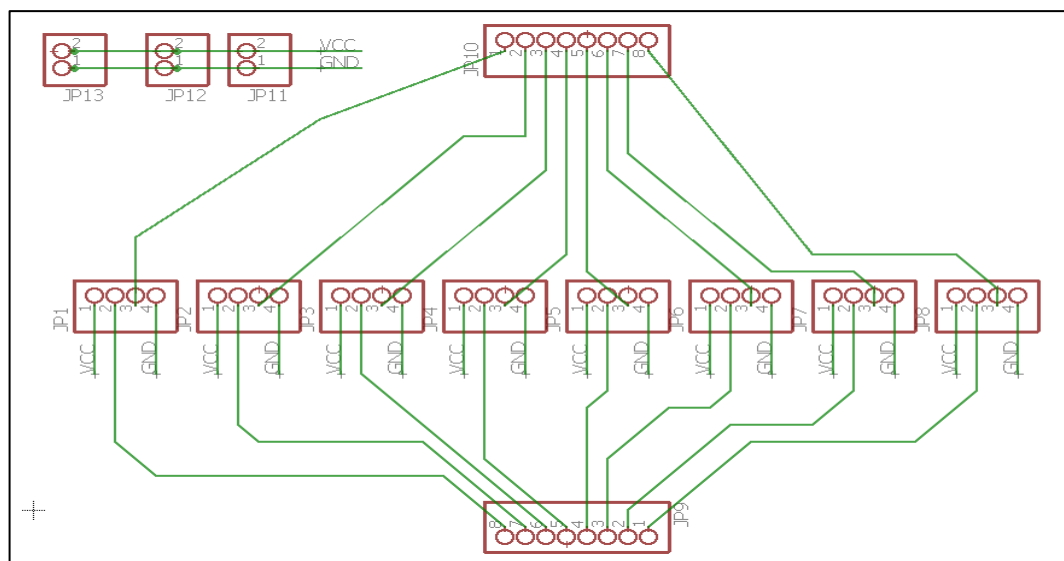 2 2 2 VCC
1 1 1 GND
JP13 JP12 JP11
JP10 1 2 3 4 5 6 7 8
JP1 1 2 3 4
JP2 1 2 3 4
JP3 1 2 3 4
JP4 1 2 3 4
JP5 1 2 3 4
JP6 1 2 3 4
JP7 1 2 3 4
JP8 1 2 3 4
VCC GND VCC GND VCC GND VCC GND VCC GND VCC GND VCC GND VCC GND
8 7 6 5 4 3 2 1 JP9